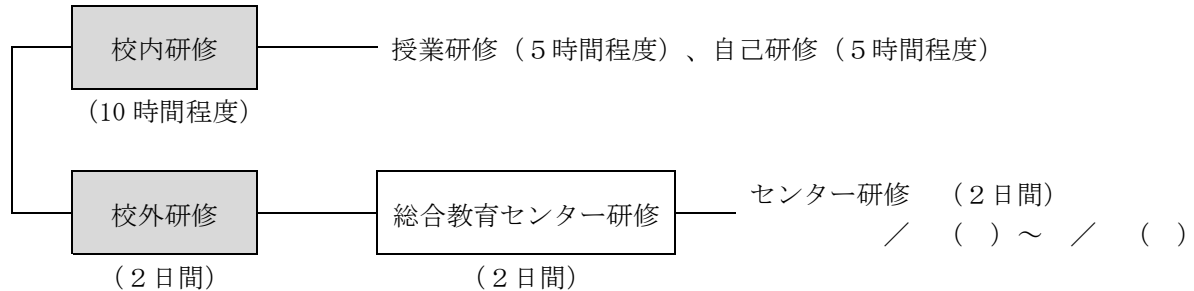 校内研修
授業研修（５時間程度）、自己研修（５時間程度）
（10 時間程度）
校外研修
総合教育センター研修
センター研修　（２日間）
／　（　）～　／　（　）
（２日間）
（２日間）